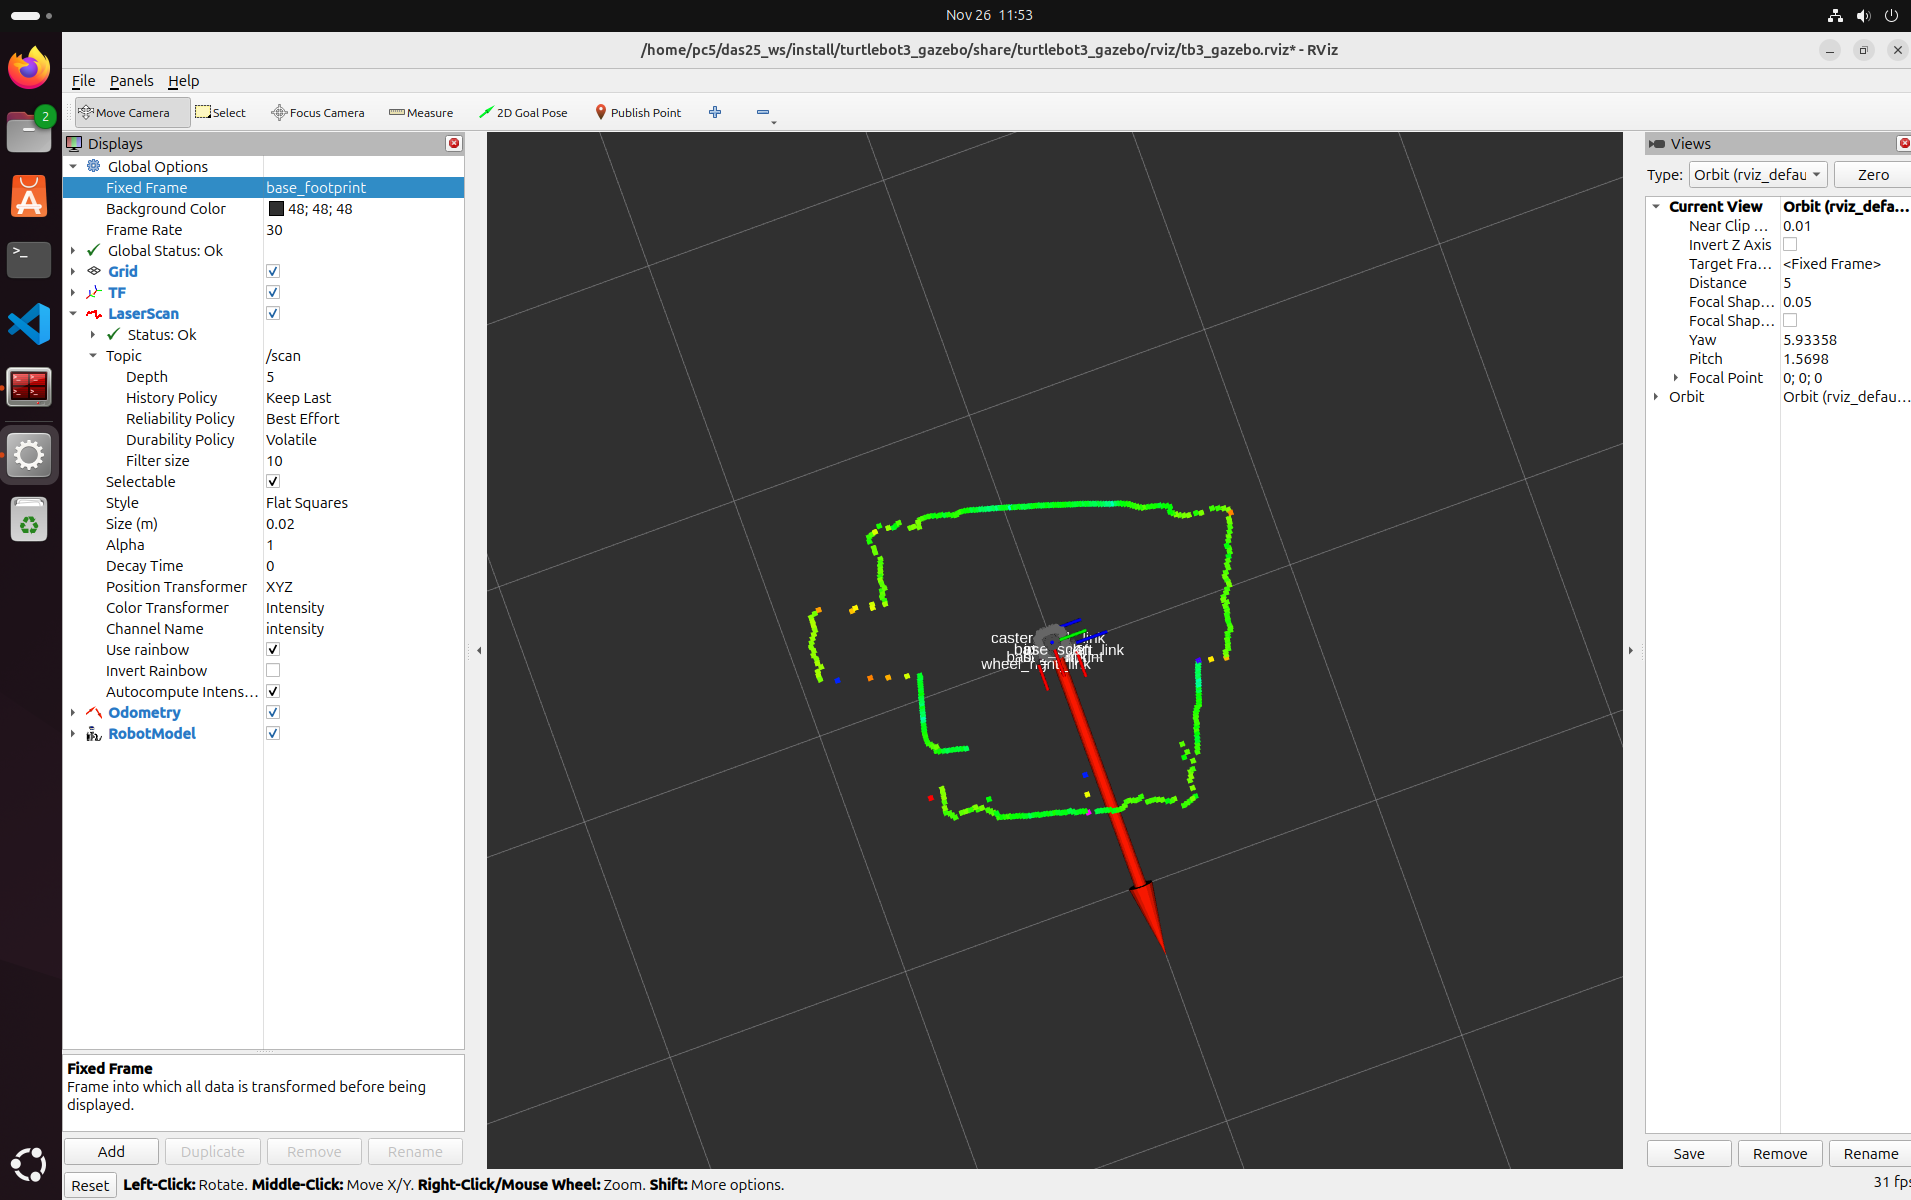 Nov 26 11:53
/home/pc5/das25_ws/install/turtlebot3_gazebo/share/turtlebot3_gazebo/rviz/tb3_gazebo.rviz* - RViz
File Panels Help
Move Camera Select Focus Camera Measure 2D Goal Pose Publish Point
2
Displays
Global Options
Fixed Frame base_footprint
Background Color 48; 48; 48
Frame Rate 30
Global Status: Ok
Grid
TF
LaserScan
Status: Ok
Topic /scan
Depth 5
History Policy Keep Last
Reliability Policy Best Effort
Durability Policy Volatile
Filter size 10
Selectable
Style Flat Squares
Size (m) 0.02
Alpha 1
Decay Time 0
Position Transformer XYZ
Color Transformer Intensity
Channel Name intensity
Use rainbow
Invert Rainbow
Autocompute Intens...
Odometry
RobotModel
Fixed Frame
Frame into which all data is transformed before being
displayed.
Add Duplicate Remove Rename
Reset Left-Click: Rotate. Middle-Click: Move X/Y. Right-Click/Mouse Wheel: Zoom. Shift: More options.
31 fps
Views
Type: Orbit (rviz_defau Zero
Current View Orbit (rviz_defa...
Near Clip ... 0.01
Invert Z Axis
Target Fra... <Fixed Frame>
Distance 5
Focal Shap... 0.05
Focal Shap...
Yaw 5.93358
Pitch 1.5698
Focal Point 0; 0; 0
Orbit Orbit (rviz_defau...
Save Remove Rename